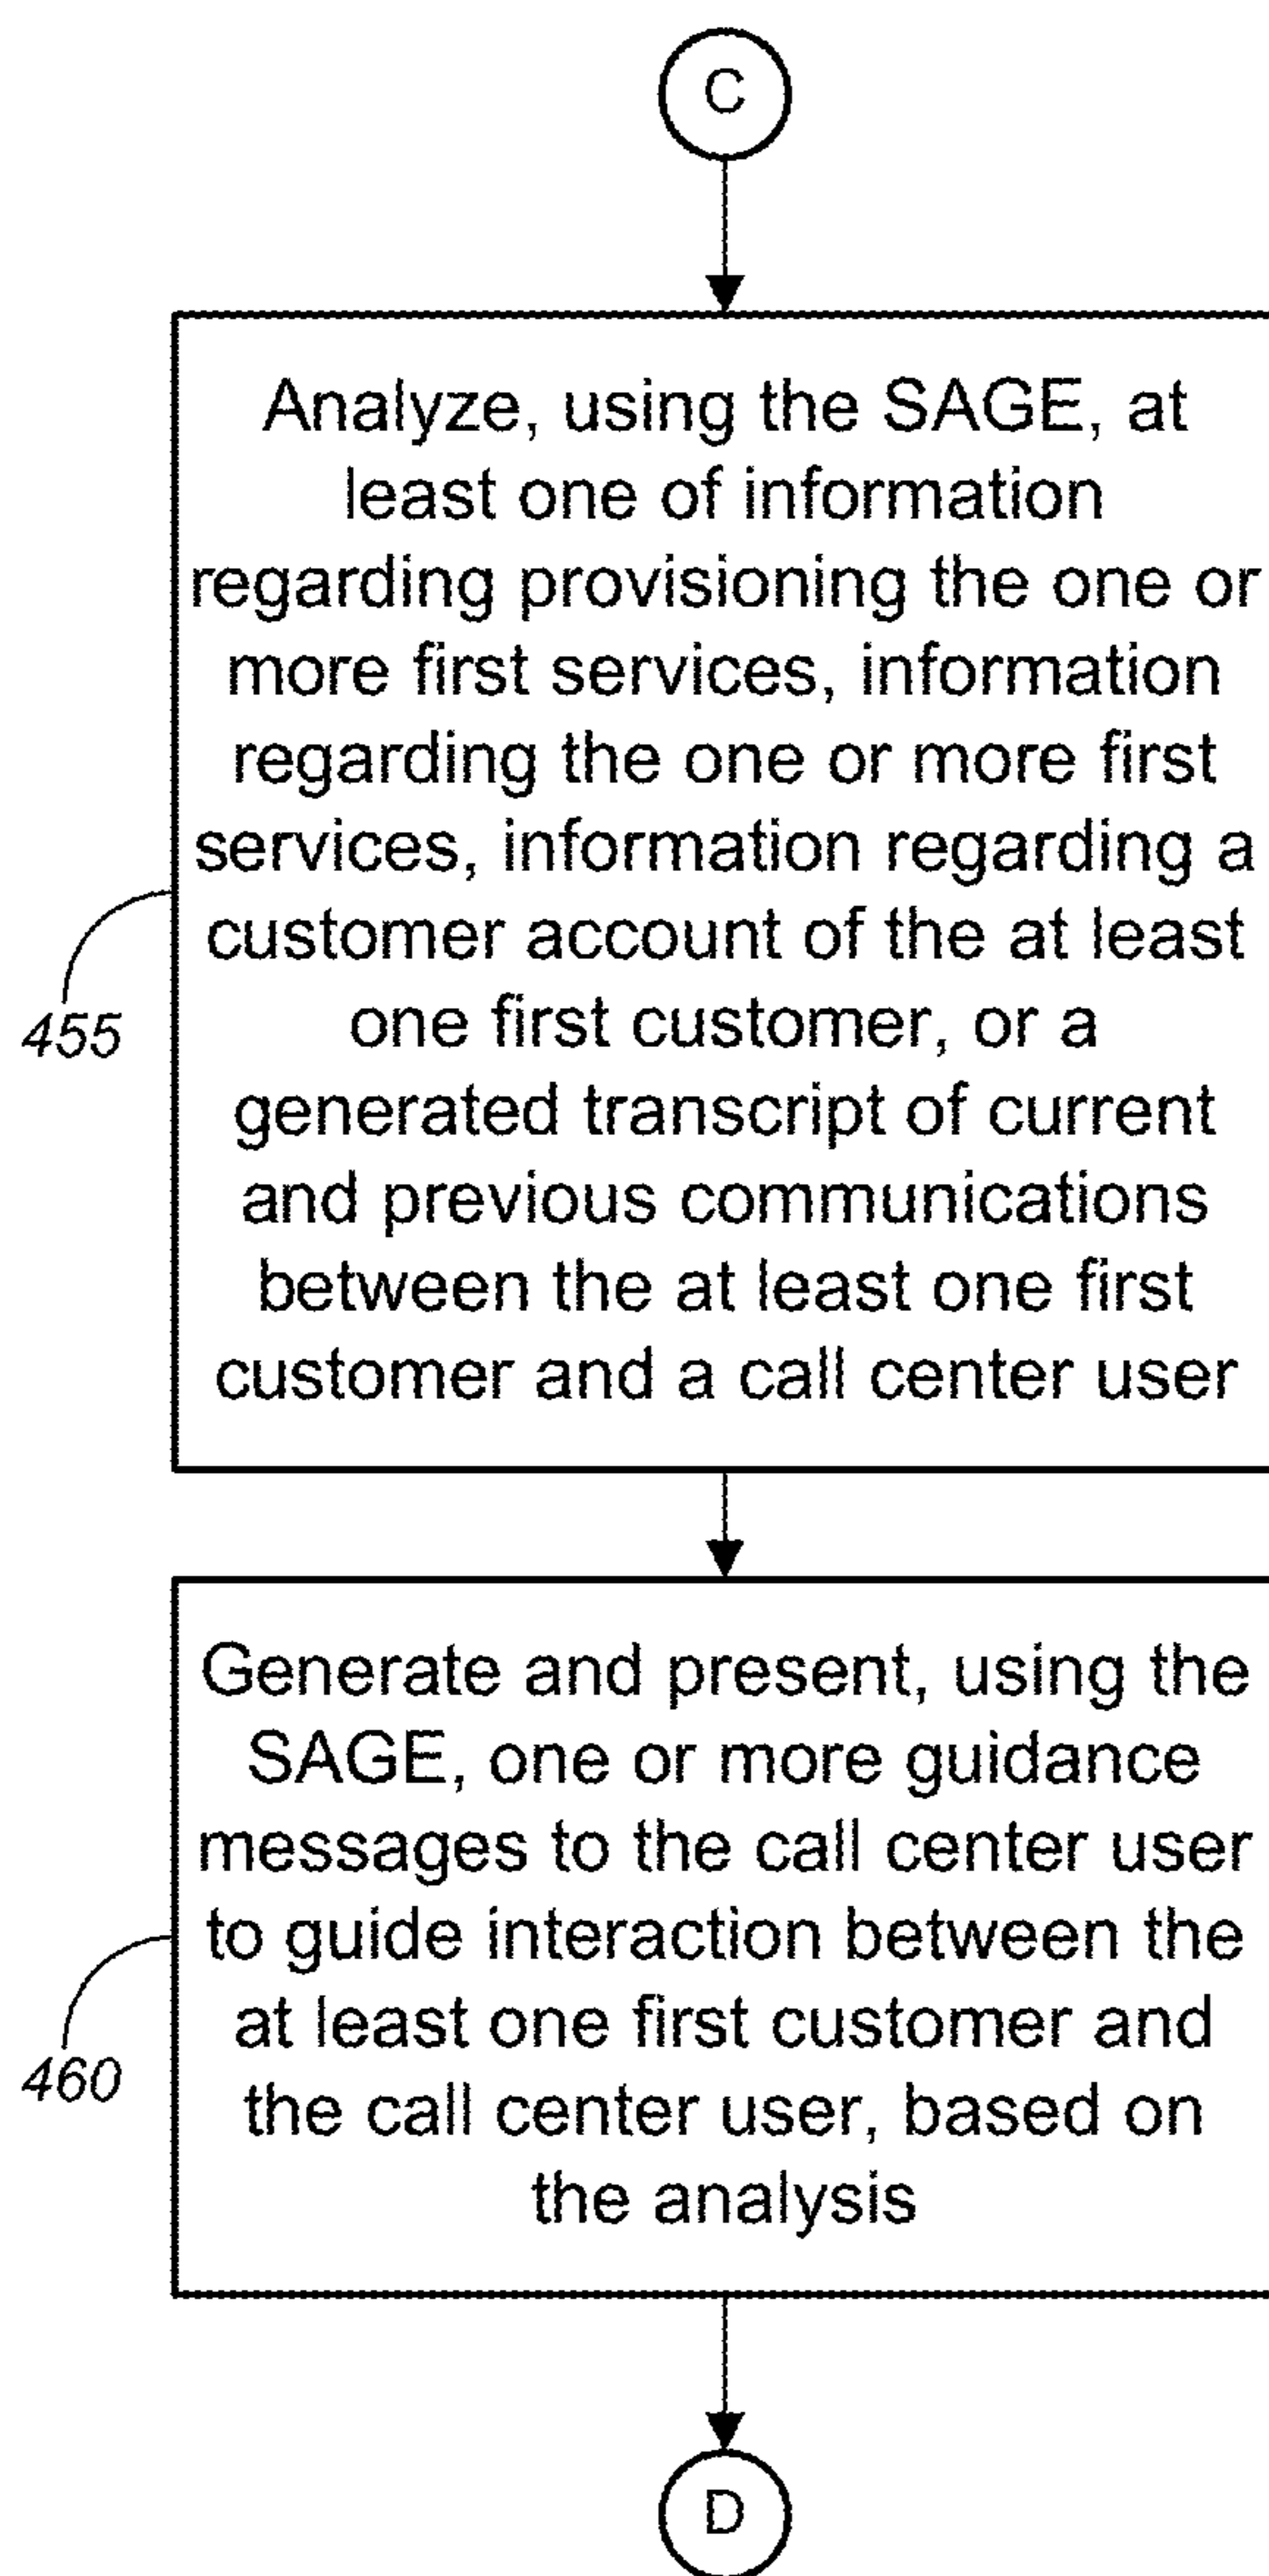 C
Analyze, using the SAGE, at
least one of information
regarding provisioning the one or
more first services, information
regarding the one or more first
services, information regarding a
customer account of the at least
one first customer, or a
generated transcript of current
and previous communications
between the at least one first
customer and a call center user
455
Generate and present, using the
SAGE, one or more guidance
messages to the call center user
to guide interaction between the
at least one first customer and
the call center user, based on
the analysis
460
D